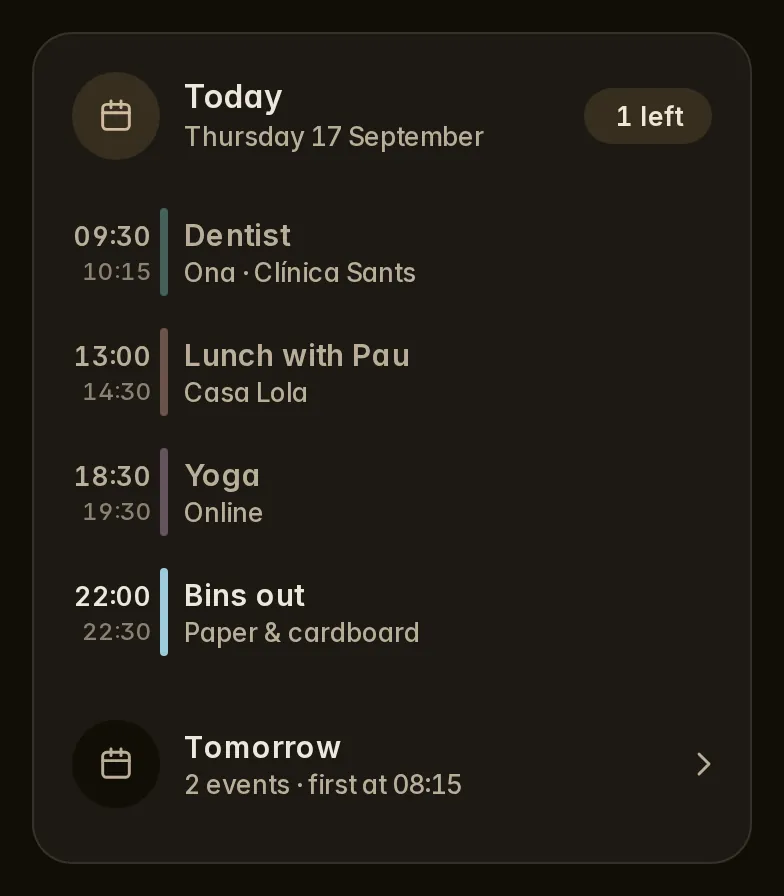 Today
Thursday 17 September
1 left
09:30
10:15
Dentist
Ona · Clínica Sants
13:00
14:30
Lunch with Pau
Casa Lola
18:30
19:30
Yoga
Online
22:00
22:30
Bins out
Paper & cardboard
Tomorrow
2 events · first at 08:15